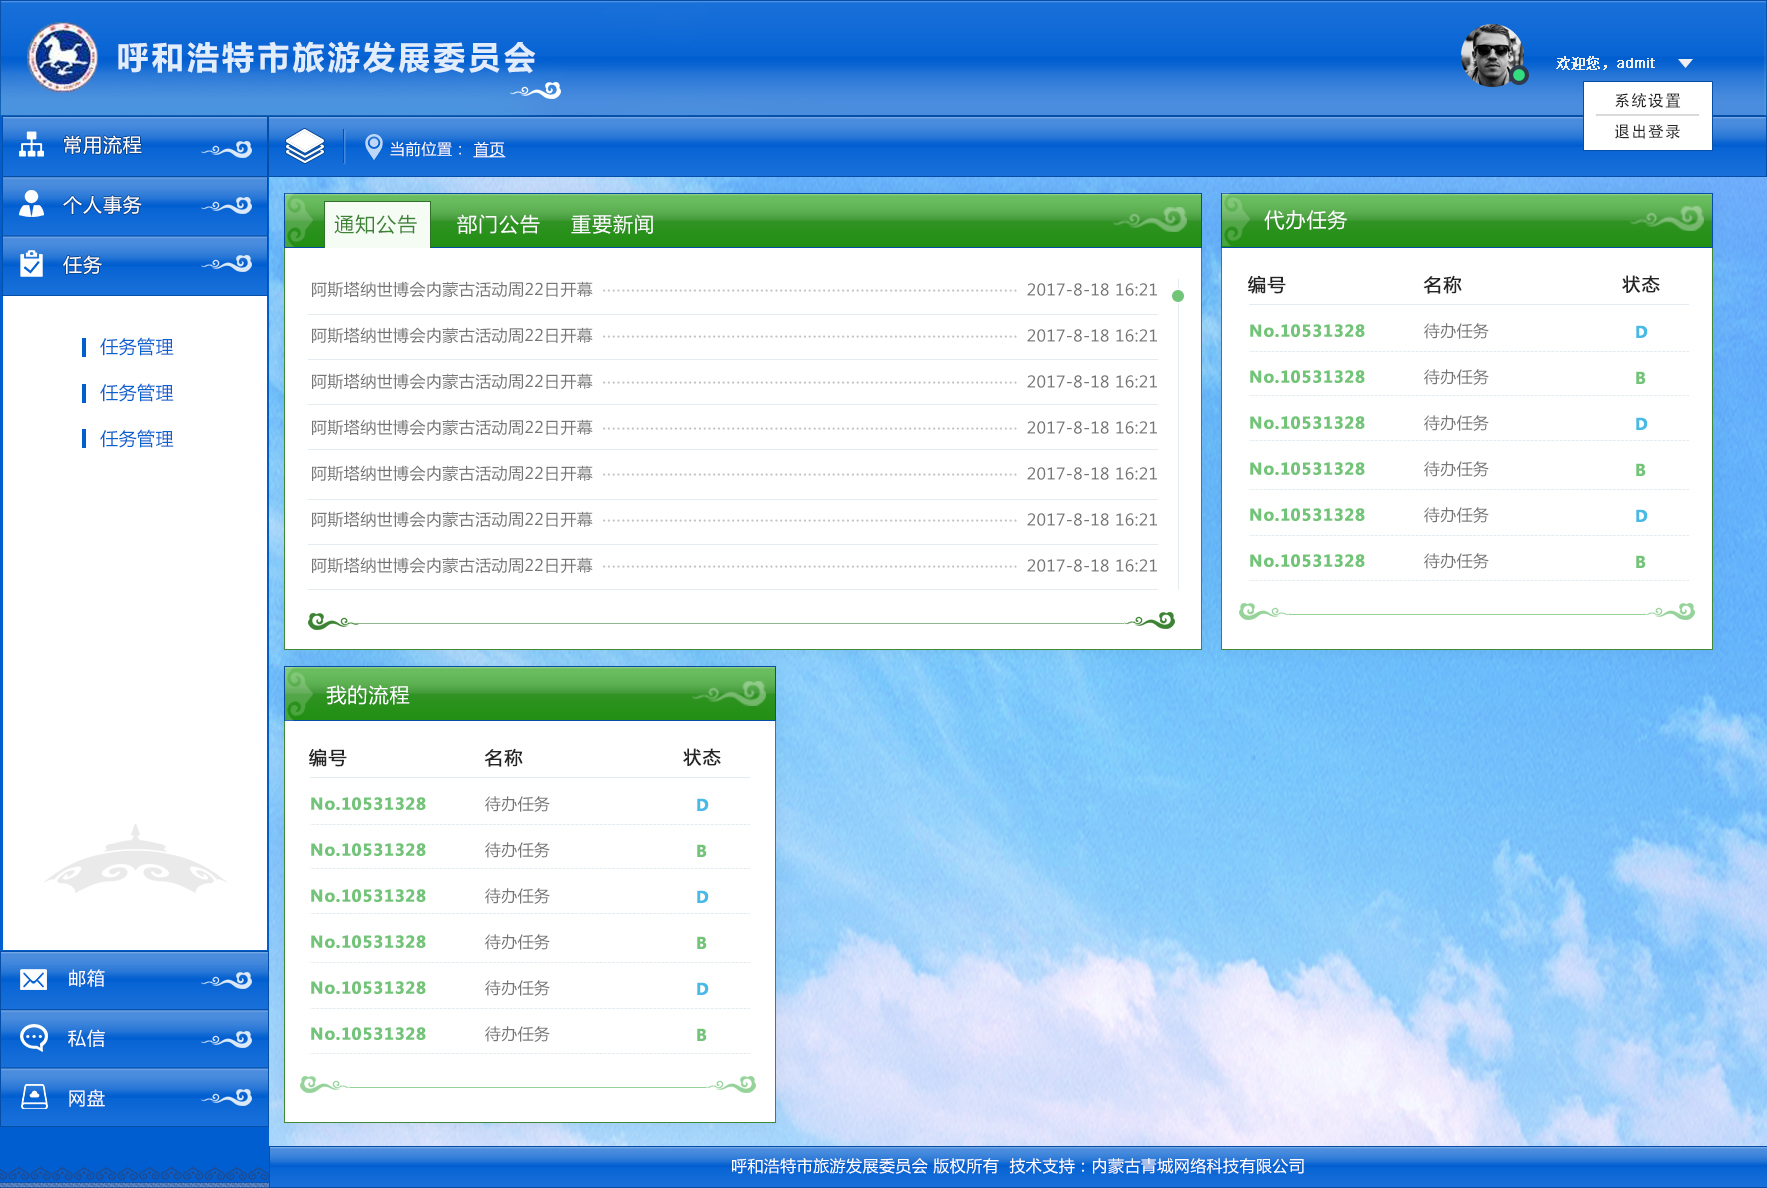 呼和浩特市旅游发展委员会
欢迎您，admit
系统设置
退出登录
常用流程
个人事务
任务
任务管理
任务管理
任务管理
邮箱
私信
网盘
当前位置： 首页
通知公告 部门公告 重要新闻
阿斯塔纳世博会内蒙古活动周22日开幕 2017-8-18 16:21
阿斯塔纳世博会内蒙古活动周22日开幕 2017-8-18 16:21
阿斯塔纳世博会内蒙古活动周22日开幕 2017-8-18 16:21
阿斯塔纳世博会内蒙古活动周22日开幕 2017-8-18 16:21
阿斯塔纳世博会内蒙古活动周22日开幕 2017-8-18 16:21
阿斯塔纳世博会内蒙古活动周22日开幕 2017-8-18 16:21
阿斯塔纳世博会内蒙古活动周22日开幕 2017-8-18 16:21
代办任务
编号 名称 状态
No.10531328 待办任务 D
No.10531328 待办任务 B
No.10531328 待办任务 D
No.10531328 待办任务 B
No.10531328 待办任务 D
No.10531328 待办任务 B
我的流程
编号 名称 状态
No.10531328 待办任务 D
No.10531328 待办任务 B
No.10531328 待办任务 D
No.10531328 待办任务 B
No.10531328 待办任务 D
No.10531328 待办任务 B
呼和浩特市旅游发展委员会 版权所有 技术支持：内蒙古青城网络科技有限公司